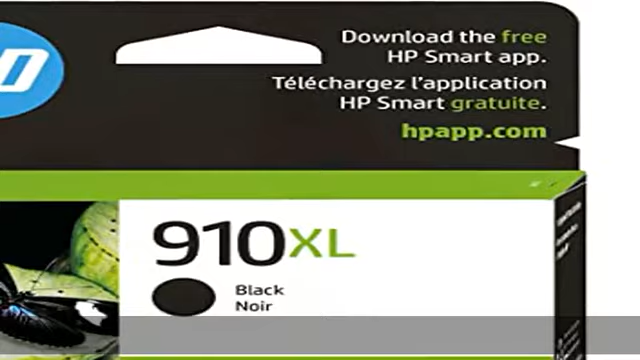 Download the free
HP Smart app.
Téléchargez l'application
HP Smart gratuite.
hpapp.com
910XL
Black
Noir